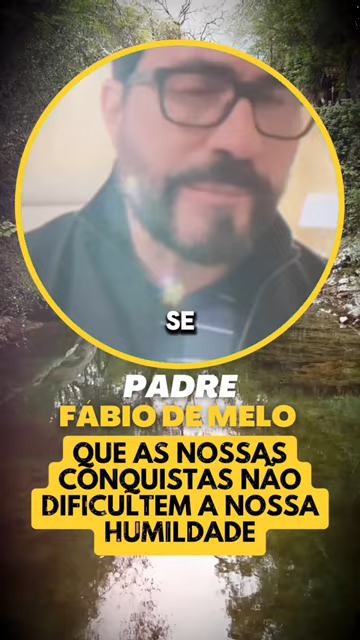 SE
PADRE
FÁBIO DE MELO
QUE AS NOSSAS
CONQUISTAS NÃO
DIFICULTEM A NOSSA
HUMILDADE